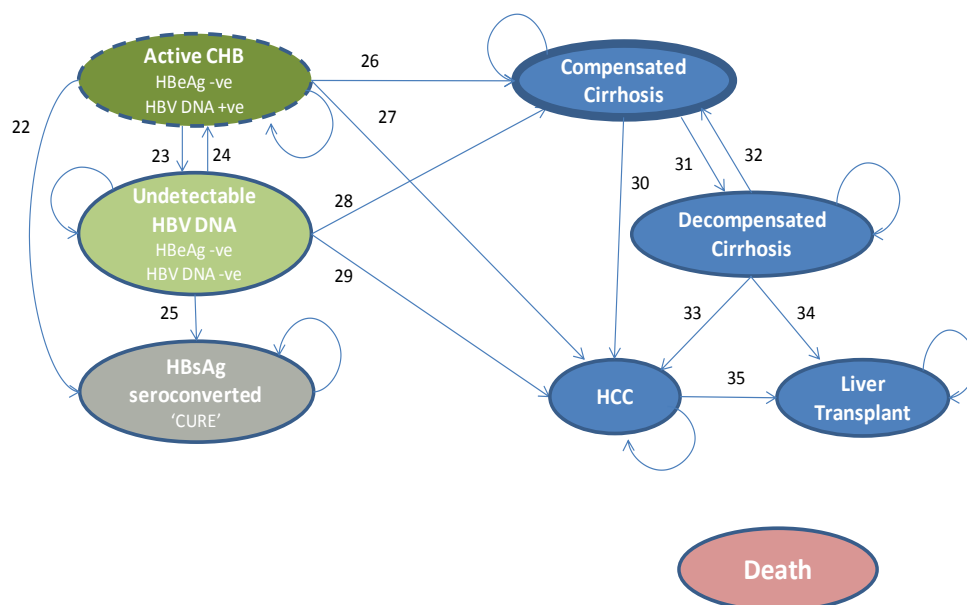 Active CHB
HBeAg -ve
HBV DNA +ve
26
Compensated
Cirrhosis
22
27
23
24
31
32
30
Undetectable
HBV DNA
HBeAg -ve
HBV DNA -ve
28
29
Decompensated
Cirrhosis
25
33
34
HBsAg
seroconverted
'CURE'
HCC
35
Liver
Transplant
Death